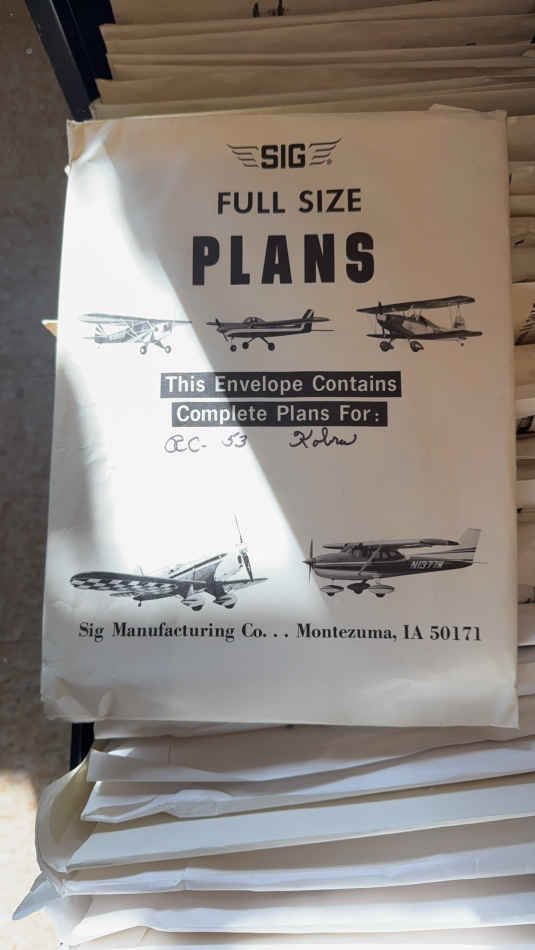 SIG®
FULL SIZE
PLANS
This Envelope Contains
Complete Plans For:
RC- 53 Kobra
N1377W
Sig Manufacturing Co. . . Montezuma, IA 50171